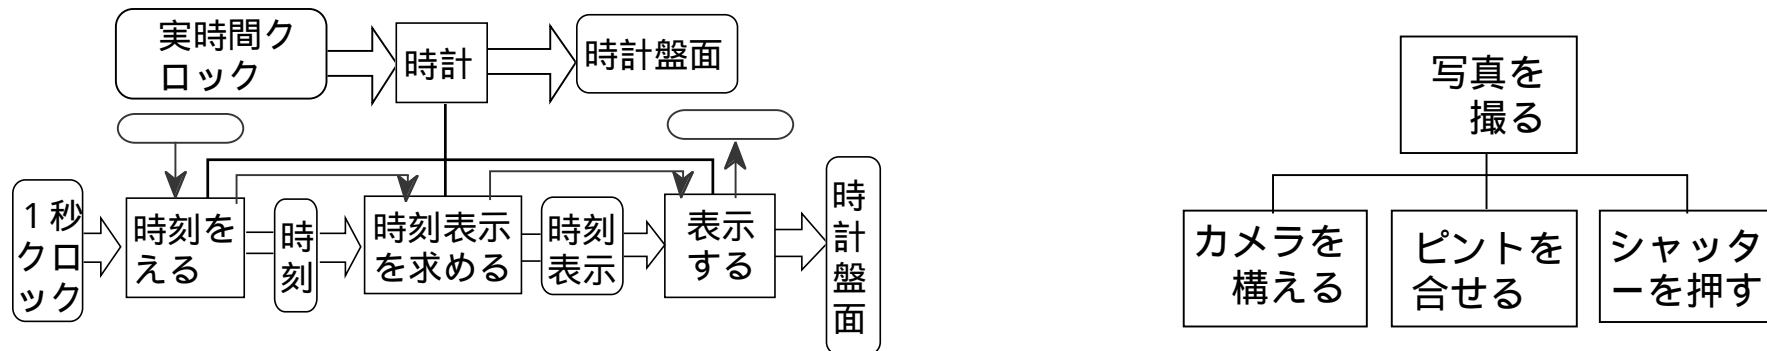 実時間ク
ロック
時計
時計盤面
1秒
クロ
ック
時刻を
える
時
刻
時刻表示
を求める
時刻
表示
表示
する
時
計
盤
面
写真を
撮る
カメラを
構える
ピントを
合せる
シャッタ
ーを押す